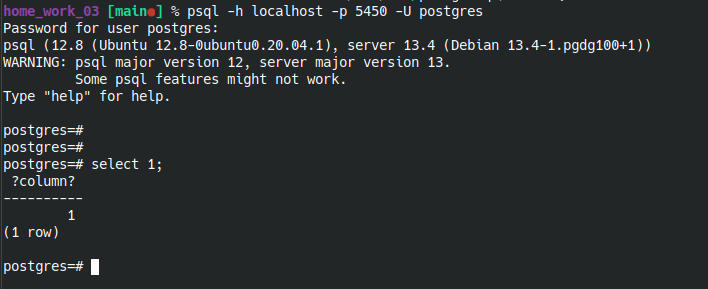 home_work_03 [main●] % psql -h localhost -p 5450 -U postgres
Password for user postgres:
psql (12.8 (Ubuntu 12.8-0ubuntu0.20.04.1), server 13.4 (Debian 13.4-1.pgdg100+1))
WARNING: psql major version 12, server major version 13.
         Some psql features might not work.
Type "help" for help.

postgres=#
postgres=#
postgres=# select 1;
 ?column?
----------
        1
(1 row)

postgres=#